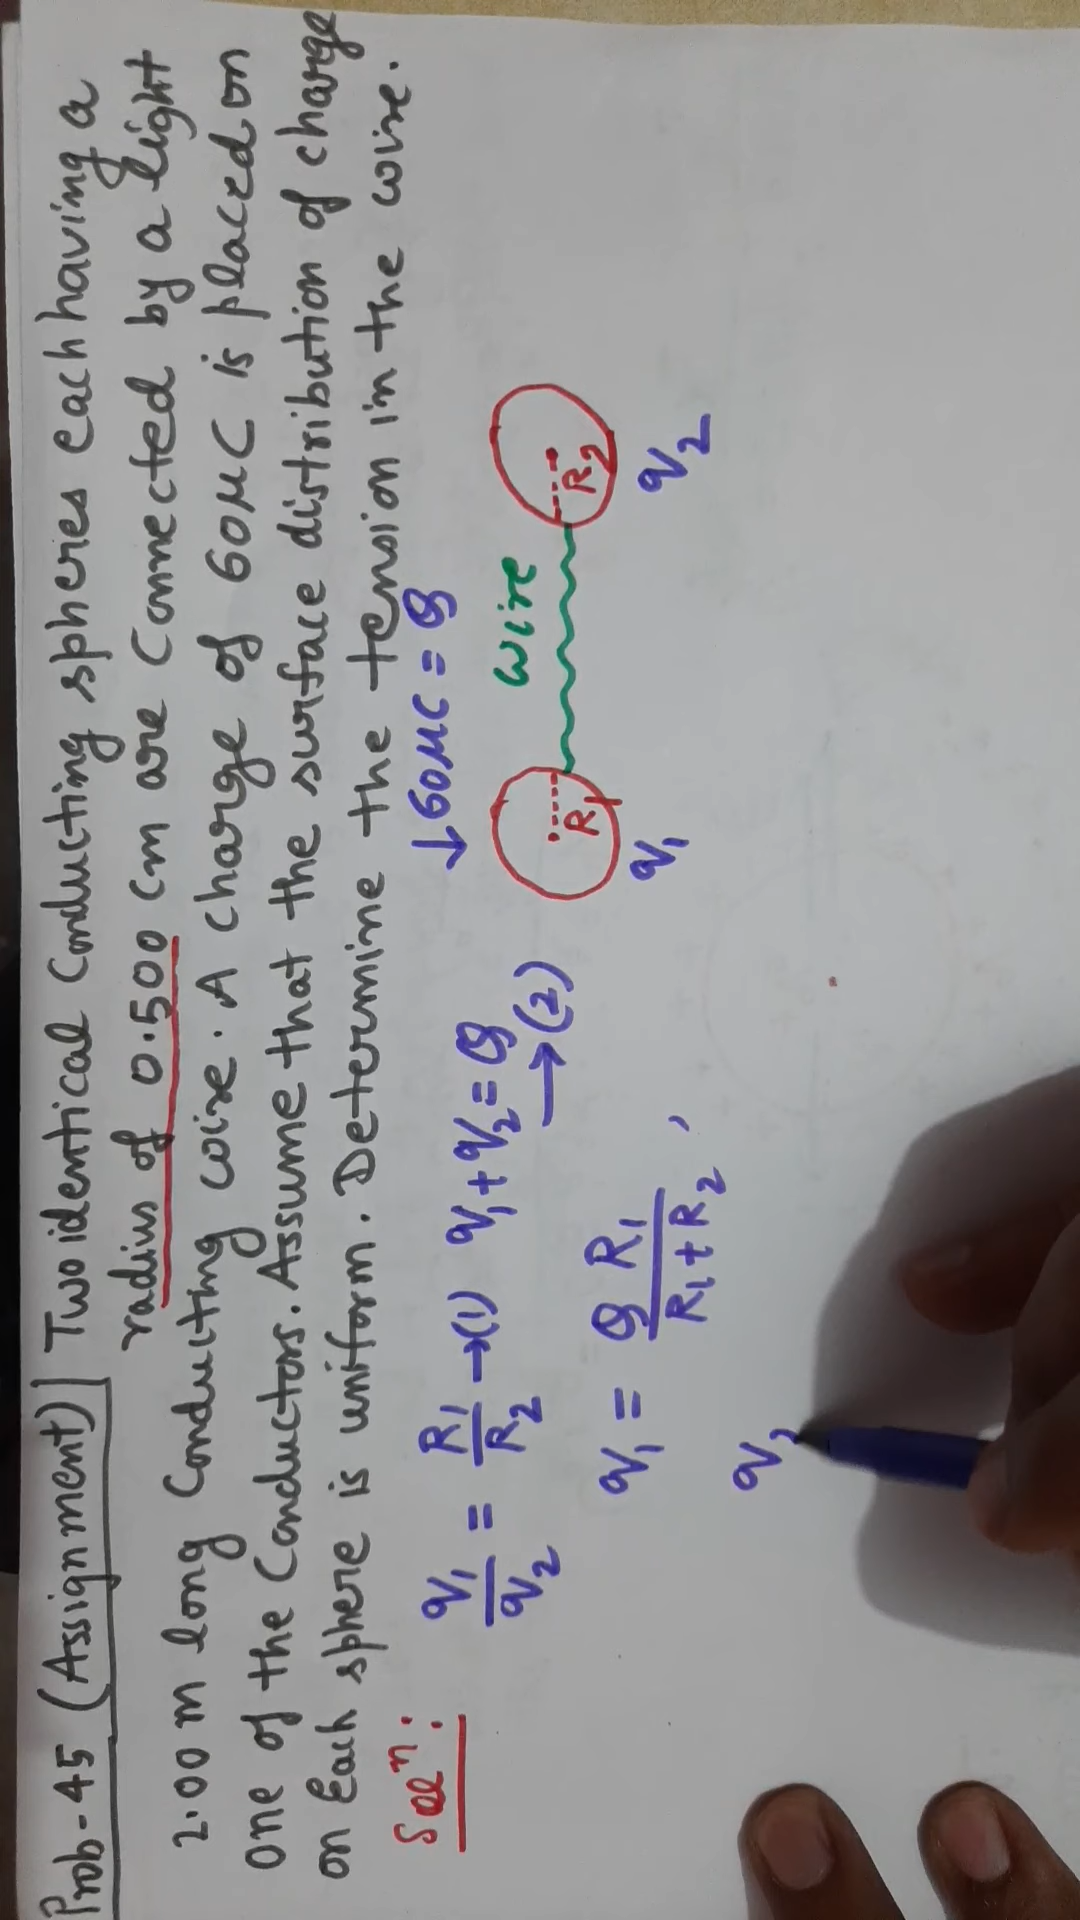 Prob-45 (Assignment) Two identical conducting spheres each having a
radius of 0.500 cm are connected by a light
2.00 m long conducting wire. A charge of 60μC is placed on
one of the conductors. Assume that the surface distribution of charge
on each sphere is uniform. Determine the tension in the wire.
Solⁿ:
q₁/q₂ = R₁/R₂ →(1) q₁+q₂=Q
→(2)
↓60μC=Q
wire
R₁
R₂
q₁
q₂
q₁ = Q R₁/(R₁+R₂) ,
q